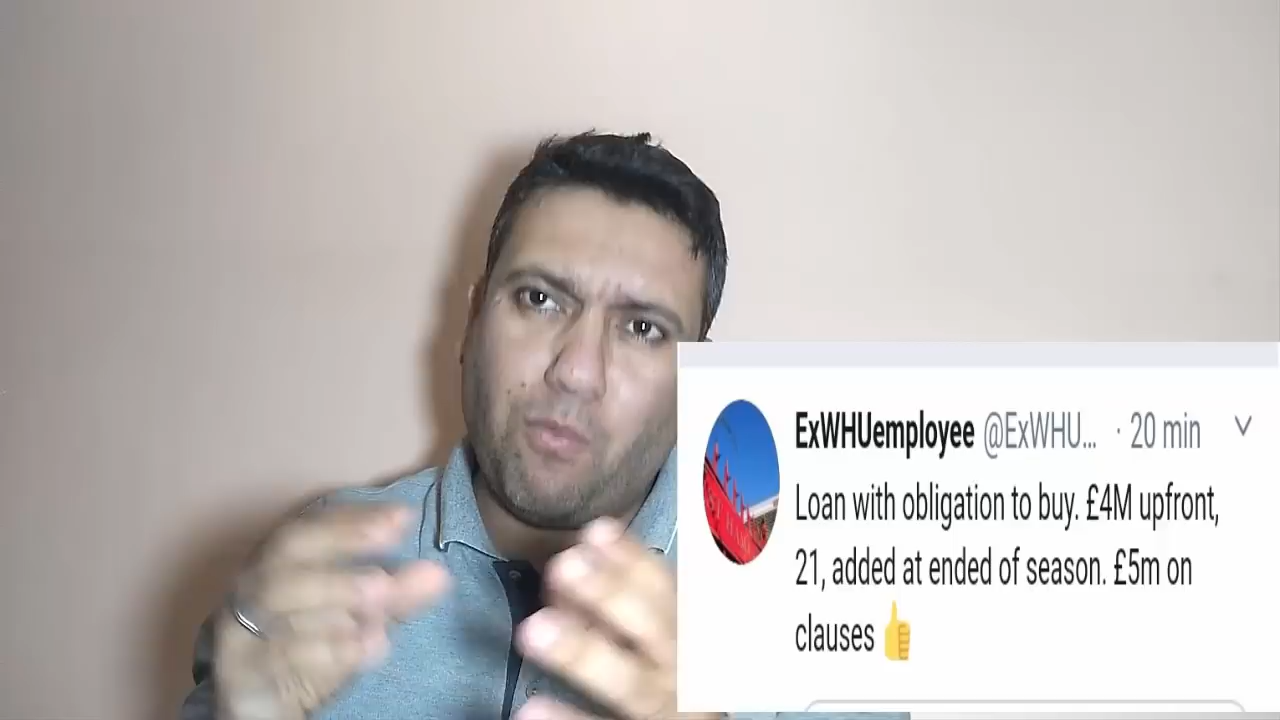 ExWHUemployee @ExWHU... · 20 min
Loan with obligation to buy. £4M upfront,
21, added at ended of season. £5m on
clauses 👍